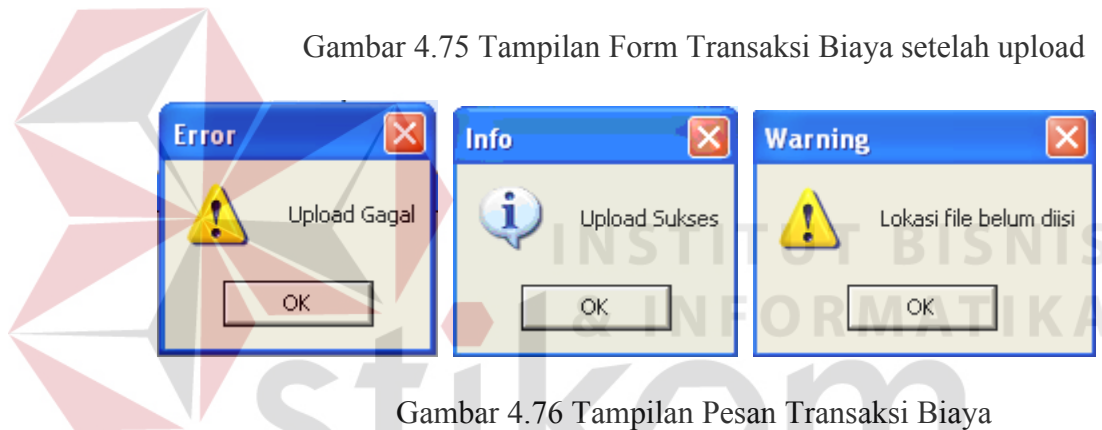 Gambar 4.75 Tampilan Form Transaksi Biaya setelah upload
Error
Upload Gagal
OK
Info
Upload Sukses
OK
Warning
Lokasi file belum diisi
OK
INSTITUT BISNIS
& INFORMATIKA
stikom
Gambar 4.76 Tampilan Pesan Transaksi Biaya